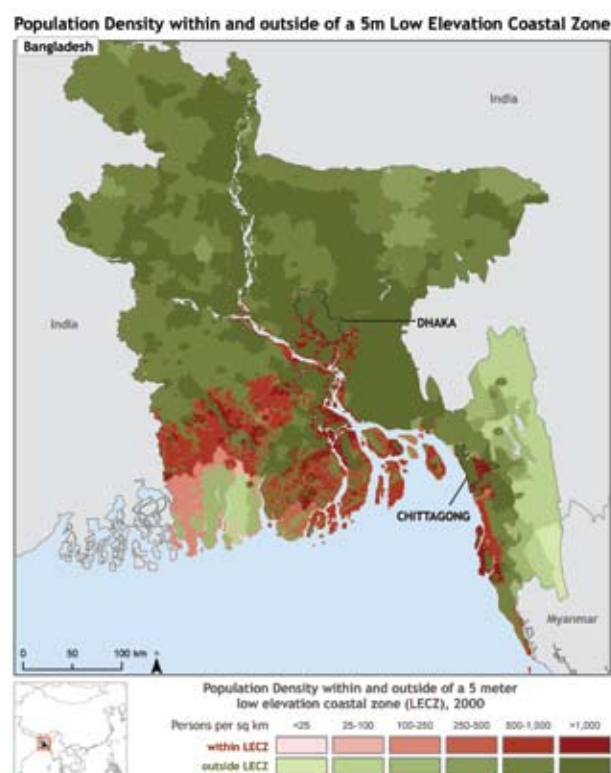 Population Density within and outside of a 5m Low Elevation Coastal Zone
Bangladesh
India
India
DHAKA
CHITTAGONG
Myanmar
0 50 100 km
Population Density within and outside of a 5 meter
low elevation coastal zone (LECZ), 2000
Persons per sq km <25 25-100 100-250 250-500 500-1,000 >1,000
within LECZ
outside LECZ